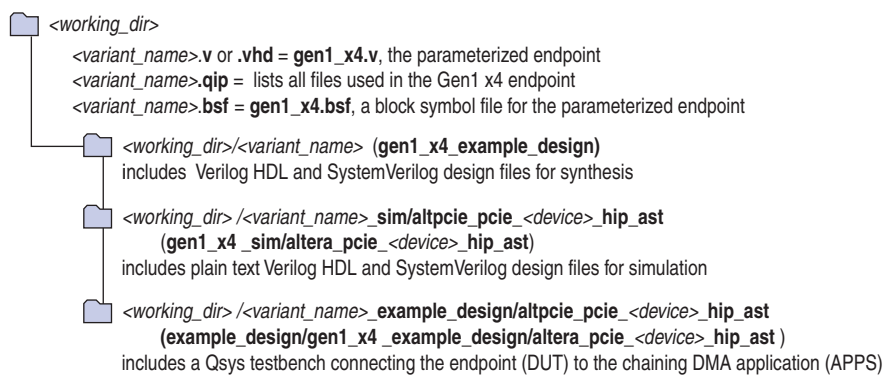 <working_dir>
<variant_name>.v or .vhd = gen1_x4.v, the parameterized endpoint
<variant_name>.qip = lists all files used in the Gen1 x4 endpoint
<variant_name>.bsf = gen1_x4.bsf, a block symbol file for the parameterized endpoint
<working_dir>/<variant_name> (gen1_x4_example_design)
includes Verilog HDL and SystemVerilog design files for synthesis
<working_dir> /<variant_name>_sim/altpcie_pcie_<device>_hip_ast
(gen1_x4 _sim/altera_pcie_<device>_hip_ast)
includes plain text Verilog HDL and SystemVerilog design files for simulation
<working_dir> /<variant_name>_example_design/altpcie_pcie_<device>_hip_ast
(example_design/gen1_x4 _example_design/altera_pcie_<device>_hip_ast )
includes a Qsys testbench connecting the endpoint (DUT) to the chaining DMA application (APPS)